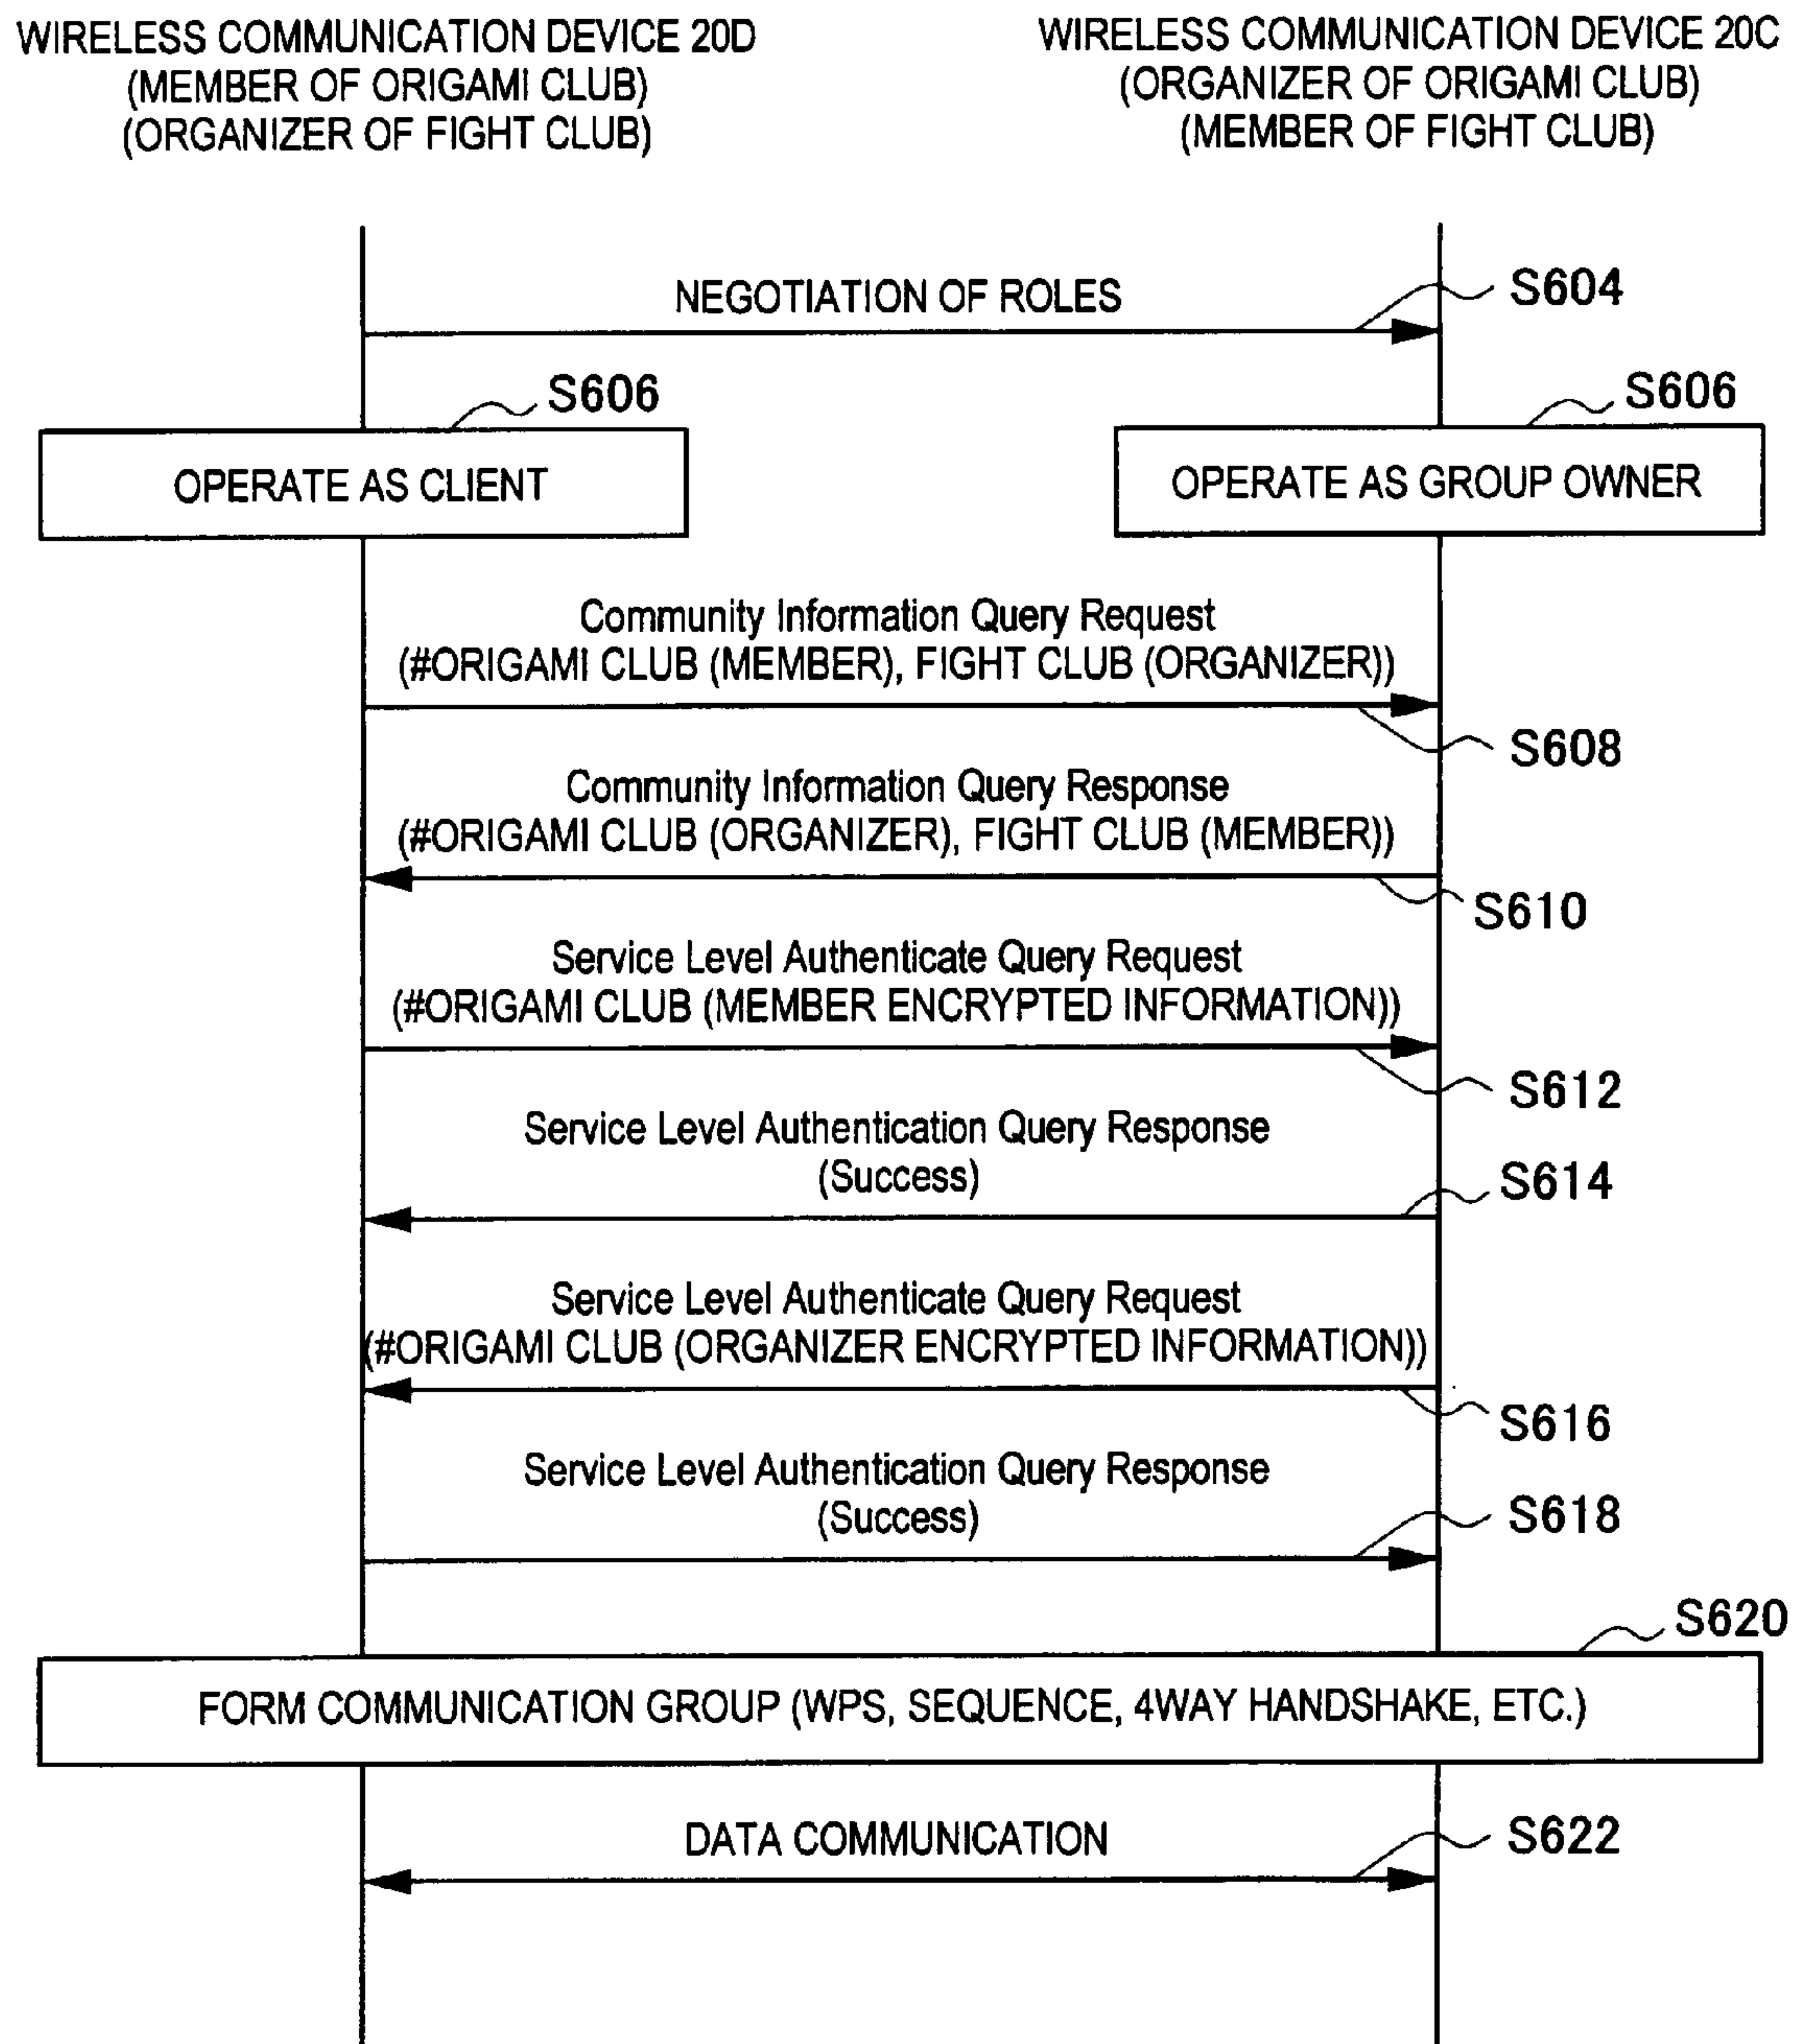 WIRELESS COMMUNICATION DEVICE 20D
(MEMBER OF ORIGAMI CLUB)
(ORGANIZER OF FIGHT CLUB)
WIRELESS COMMUNICATION DEVICE 20C
(ORGANIZER OF ORIGAMI CLUB)
(MEMBER OF FIGHT CLUB)
NEGOTIATION OF ROLES
S604
S606
S606
OPERATE AS CLIENT
OPERATE AS GROUP OWNER
Community Information Query Request
(#ORIGAMI CLUB (MEMBER), FIGHT CLUB (ORGANIZER))
S608
Community Information Query Response
(#ORIGAMI CLUB (ORGANIZER), FIGHT CLUB (MEMBER))
S610
Service Level Authenticate Query Request
(#ORIGAMI CLUB (MEMBER ENCRYPTED INFORMATION))
S612
Service Level Authentication Query Response
(Success)
S614
Service Level Authenticate Query Request
(#ORIGAMI CLUB (ORGANIZER ENCRYPTED INFORMATION))
S616
Service Level Authentication Query Response
(Success)
S618
S620
FORM COMMUNICATION GROUP (WPS, SEQUENCE, 4WAY HANDSHAKE, ETC.)
DATA COMMUNICATION
S622